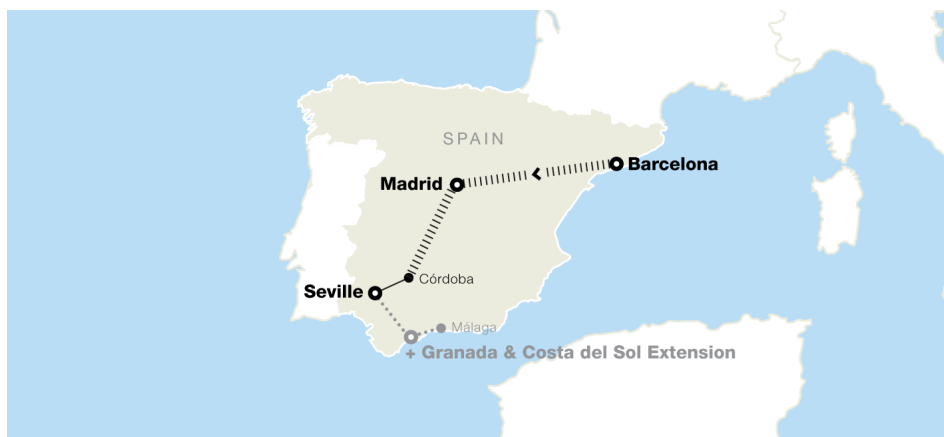 SPAIN
Barcelona
Madrid
Córdoba
Seville
Málaga
+ Granada & Costa del Sol Extension